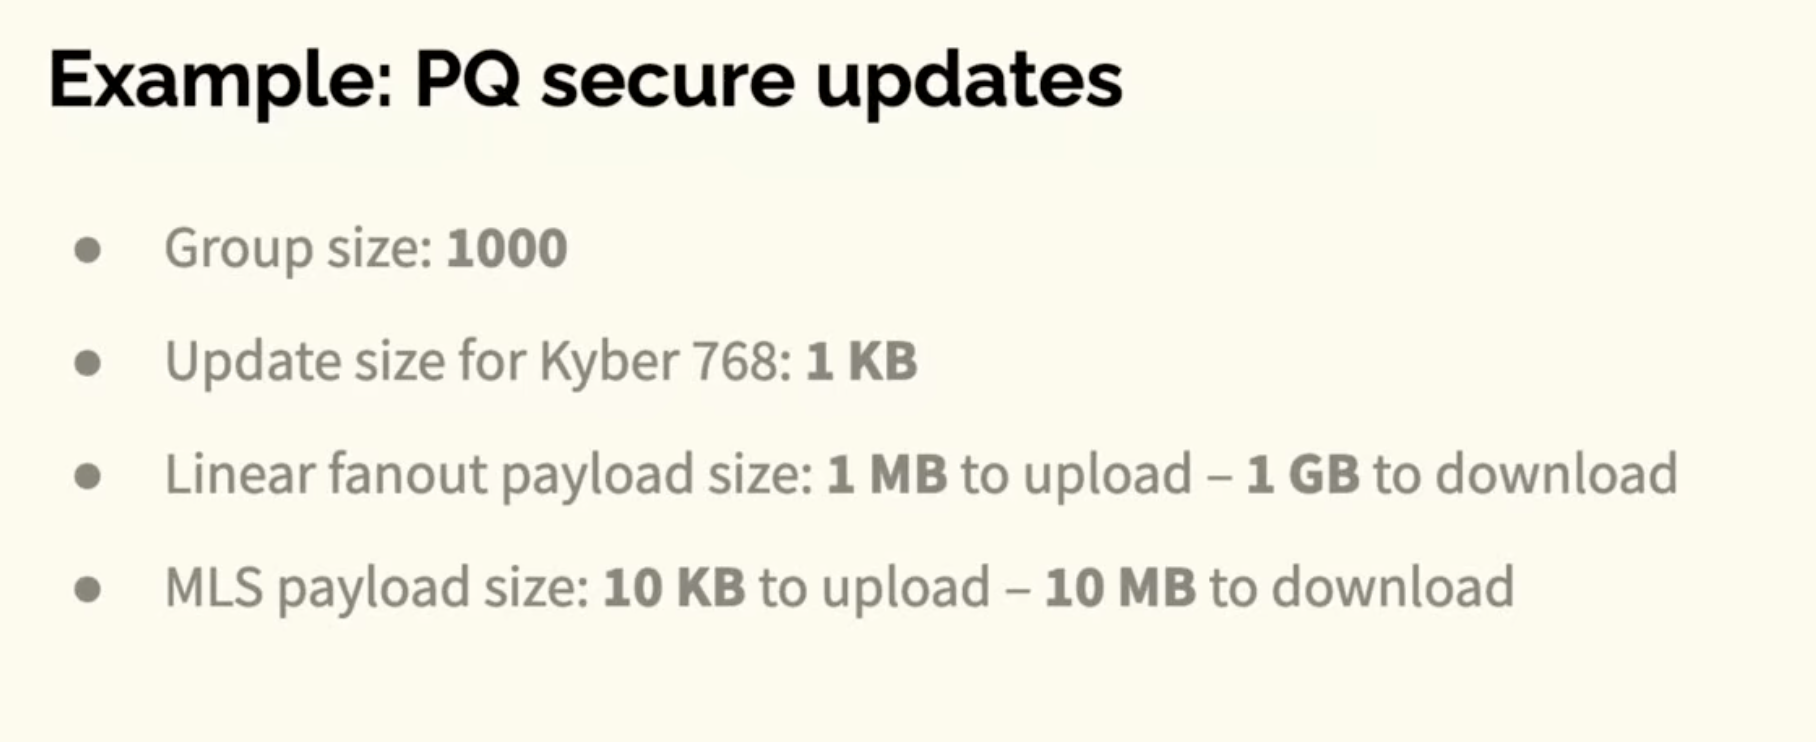 Example: PQ secure updates
● Group size: 1000
● Update size for Kyber 768: 1 KB
● Linear fanout payload size: 1 MB to upload – 1 GB to download
● MLS payload size: 10 KB to upload – 10 MB to download